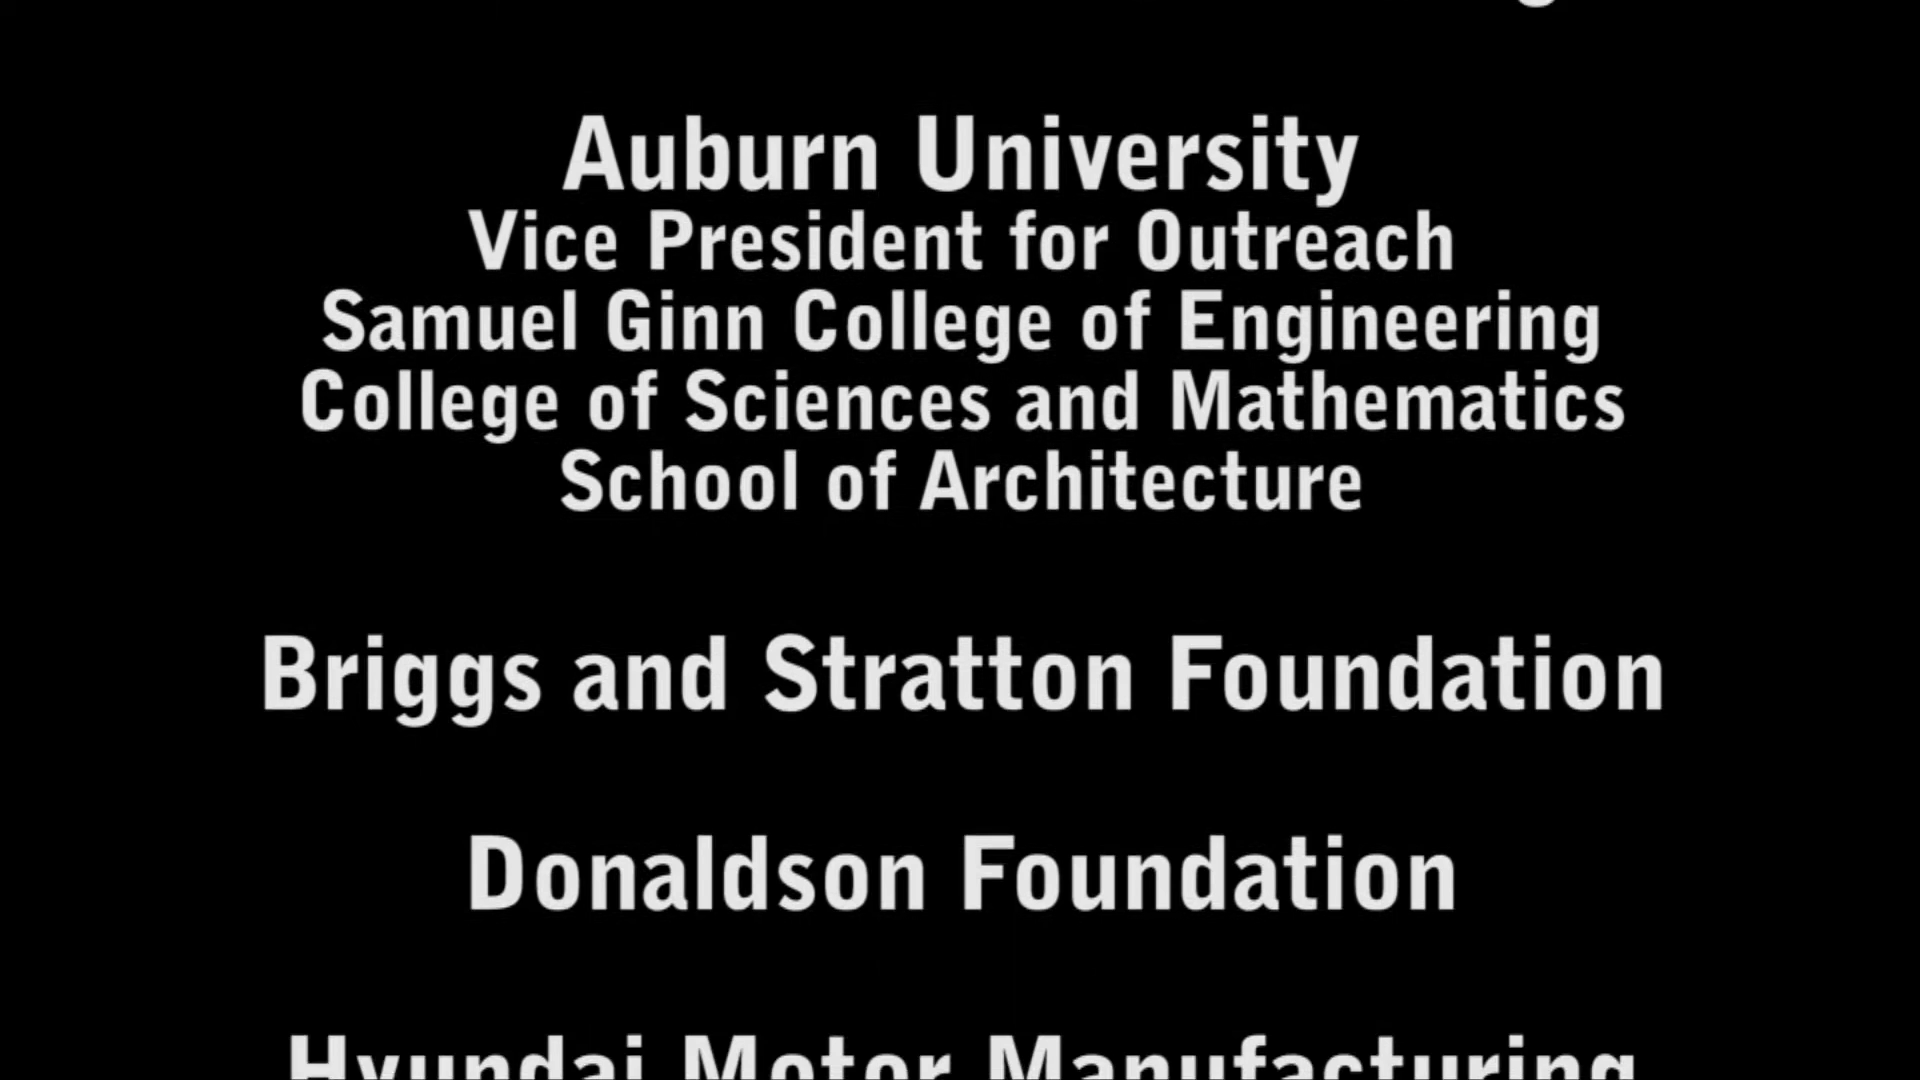 Auburn University
Vice President for Outreach
Samuel Ginn College of Engineering
College of Sciences and Mathematics
School of Architecture
Briggs and Stratton Foundation
Donaldson Foundation
Hyundai Motor Manufacturing